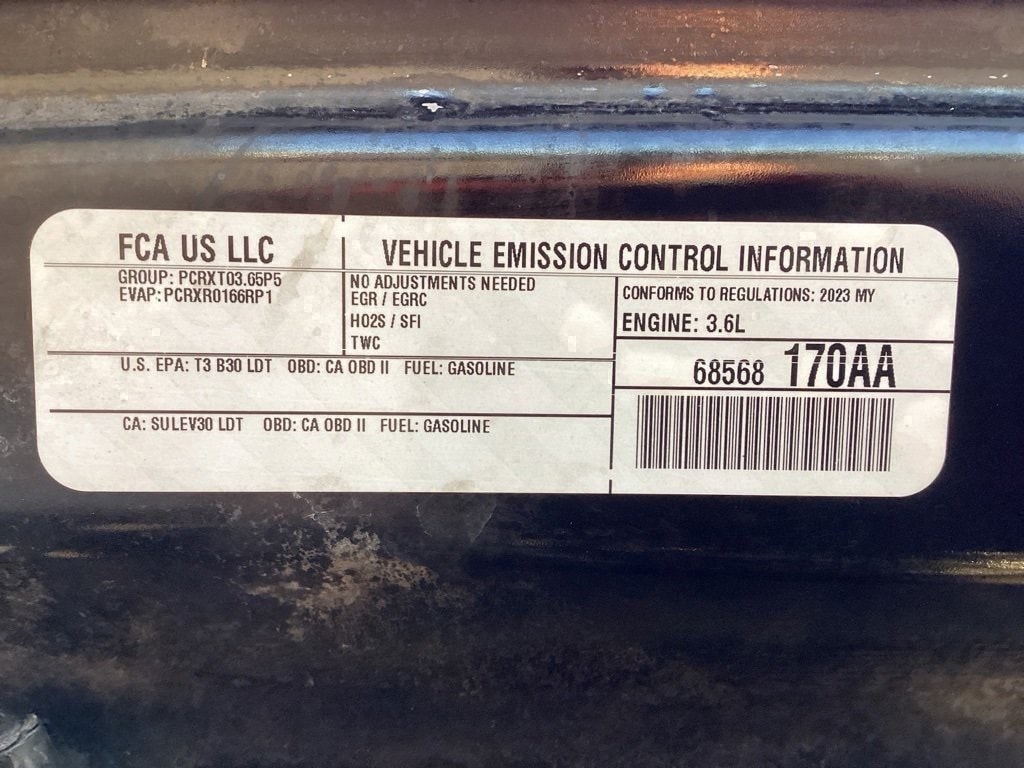 FCA US LLC
GROUP: PCRXT03.65P5
EVAP: PCRXR0166RP1
VEHICLE EMISSION CONTROL INFORMATION
NO ADJUSTMENTS NEEDED
EGR / EGRC
HO2S / SFI
TWC
CONFORMS TO REGULATIONS: 2023 MY
ENGINE: 3.6L
U.S. EPA: T3 B30 LDT OBD: CA OBD II FUEL: GASOLINE
68568 170AA
CA: SULEV30 LDT OBD: CA OBD II FUEL: GASOLINE